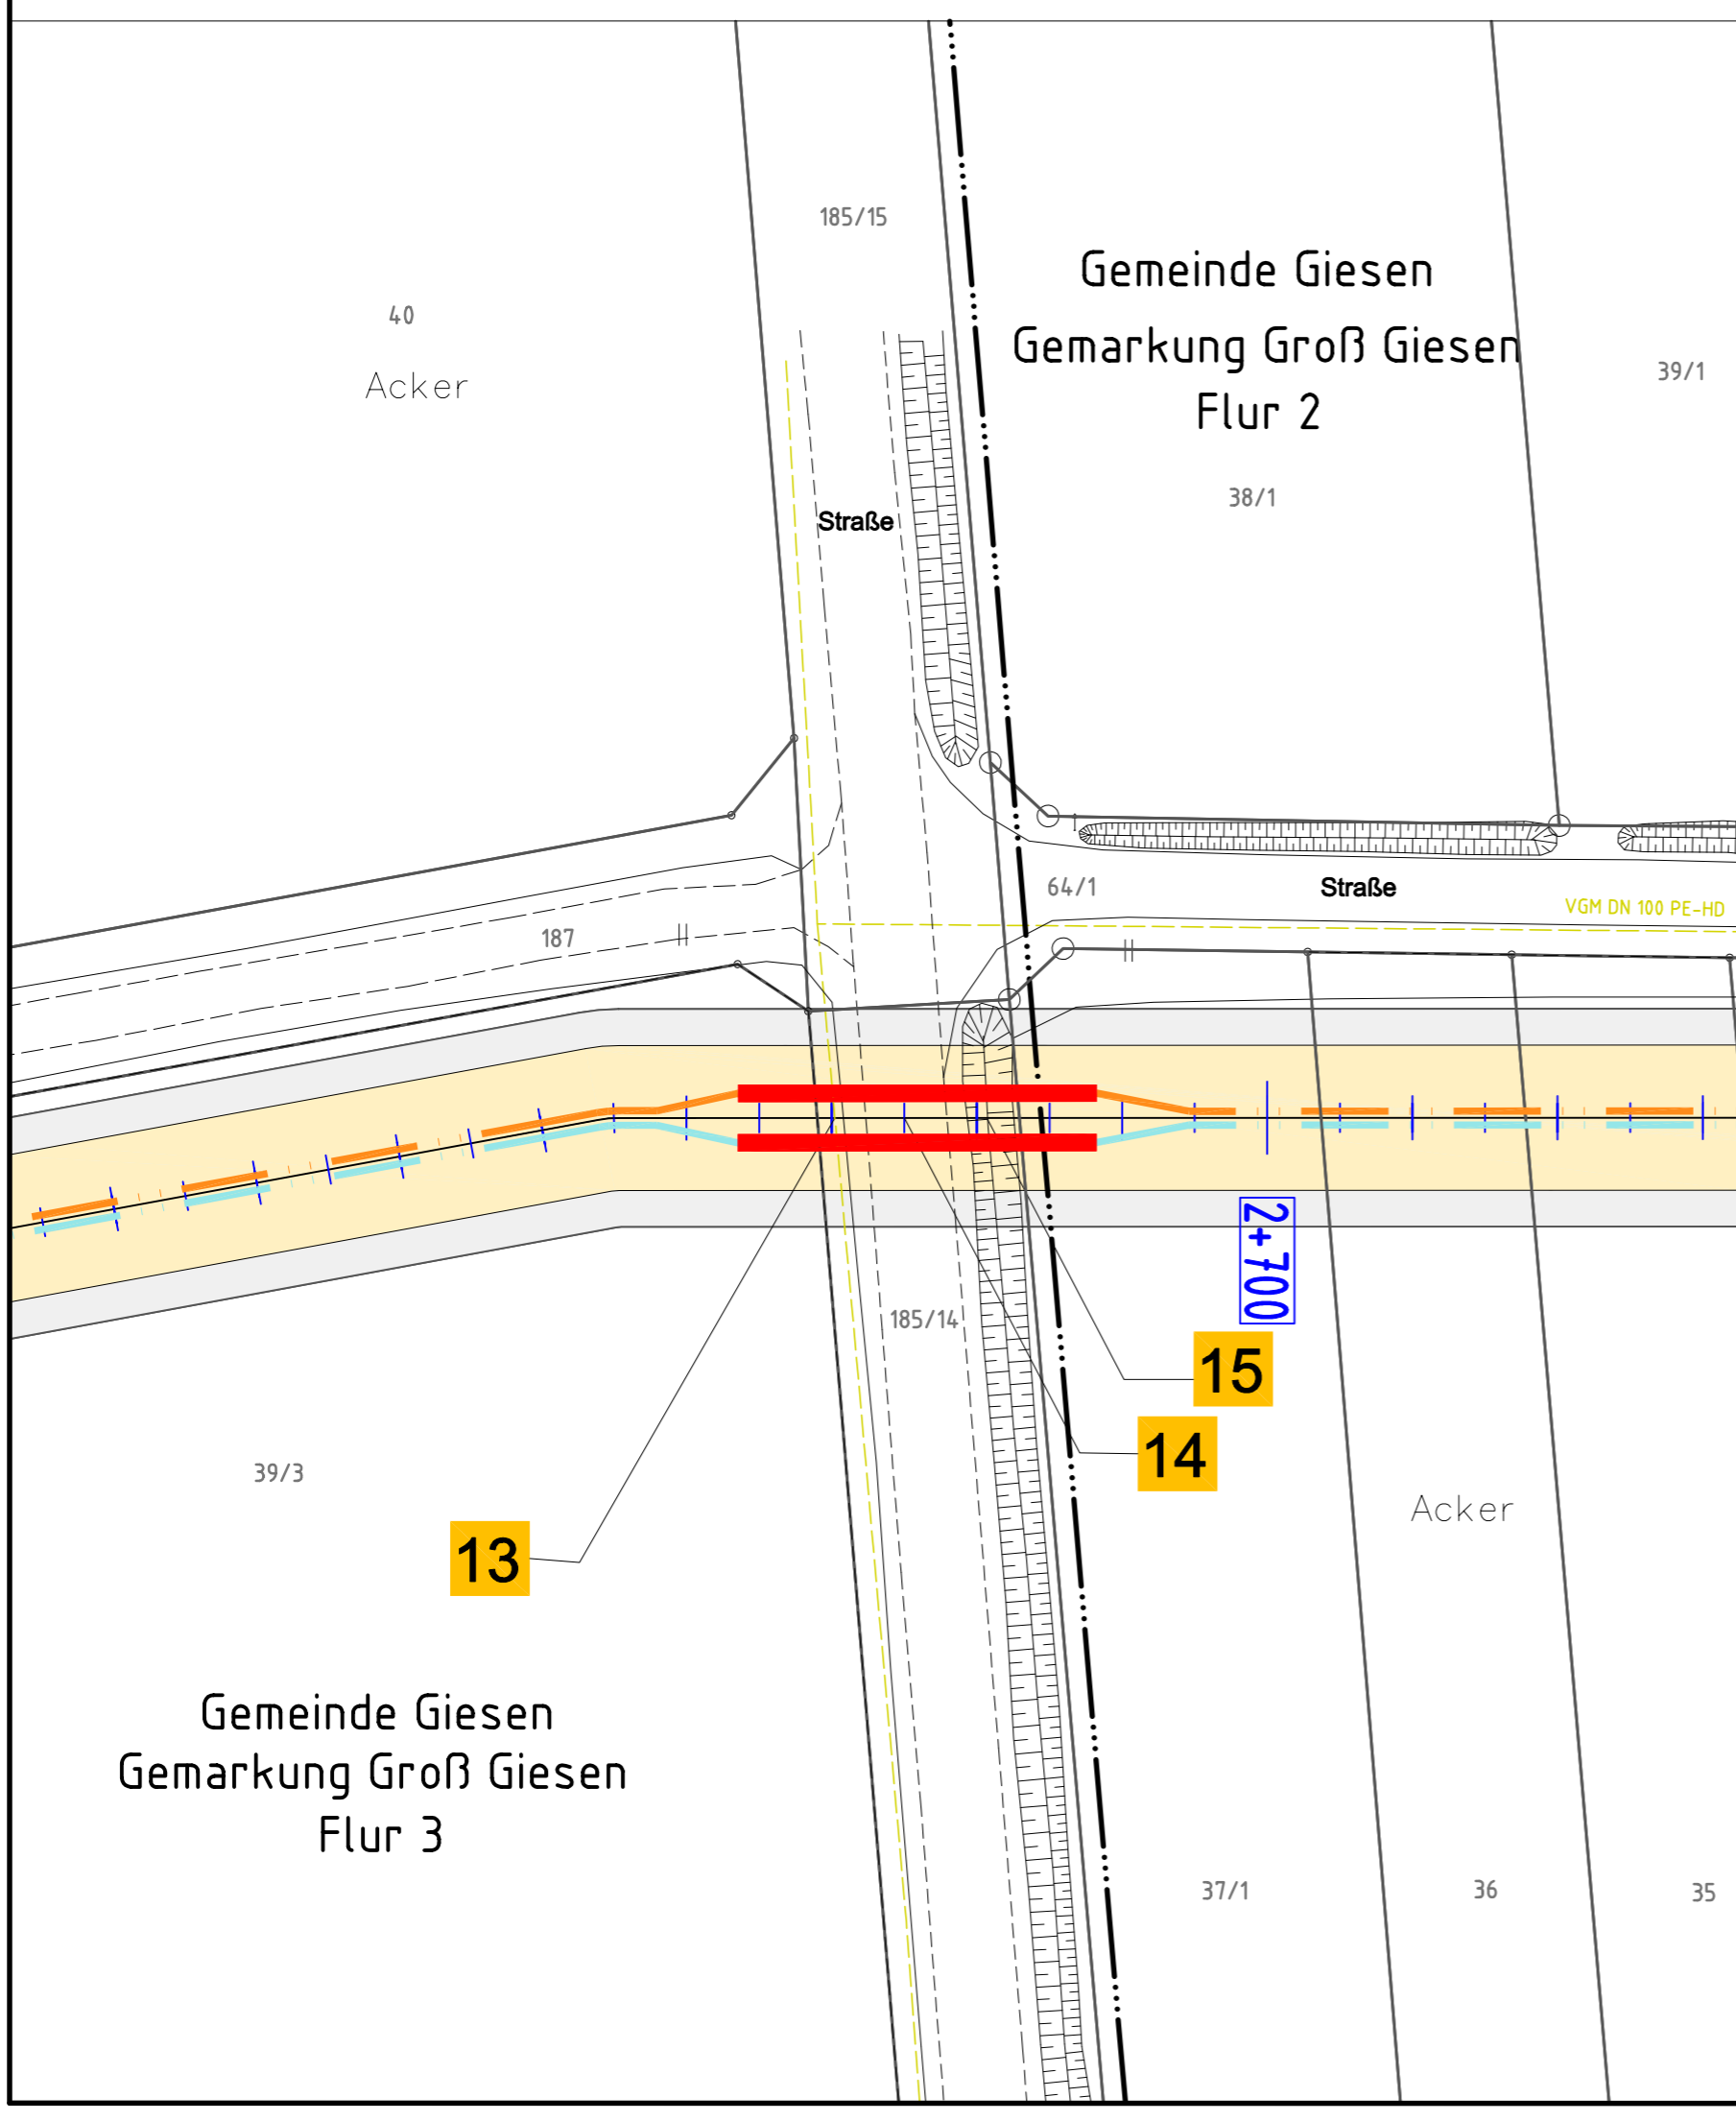 185/15
Gemeinde Giesen
Gemarkung Groß Giesen
Flur 2
40
Acker
39/1
38/1
Straße
64/1
Straße
VGM DN 100 PE-HD
187
2+700
185/14
15
14
39/3
13
Acker
Gemeinde Giesen
Gemarkung Groß Giesen
Flur 3
37/1
36
35